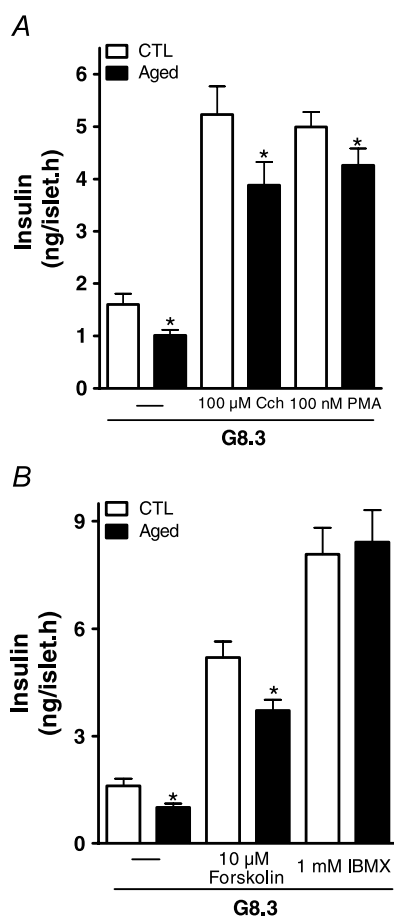 A
CTL
Aged
6
5
4
3
2
1
0
Insulin
(ng/islet.h)
*
*
*
—
100 µM Cch
100 nM PMA
G8.3
B
CTL
Aged
9
6
3
0
Insulin
(ng/islet.h)
*
*
—
10 µM
Forskolin
1 mM IBMX
G8.3